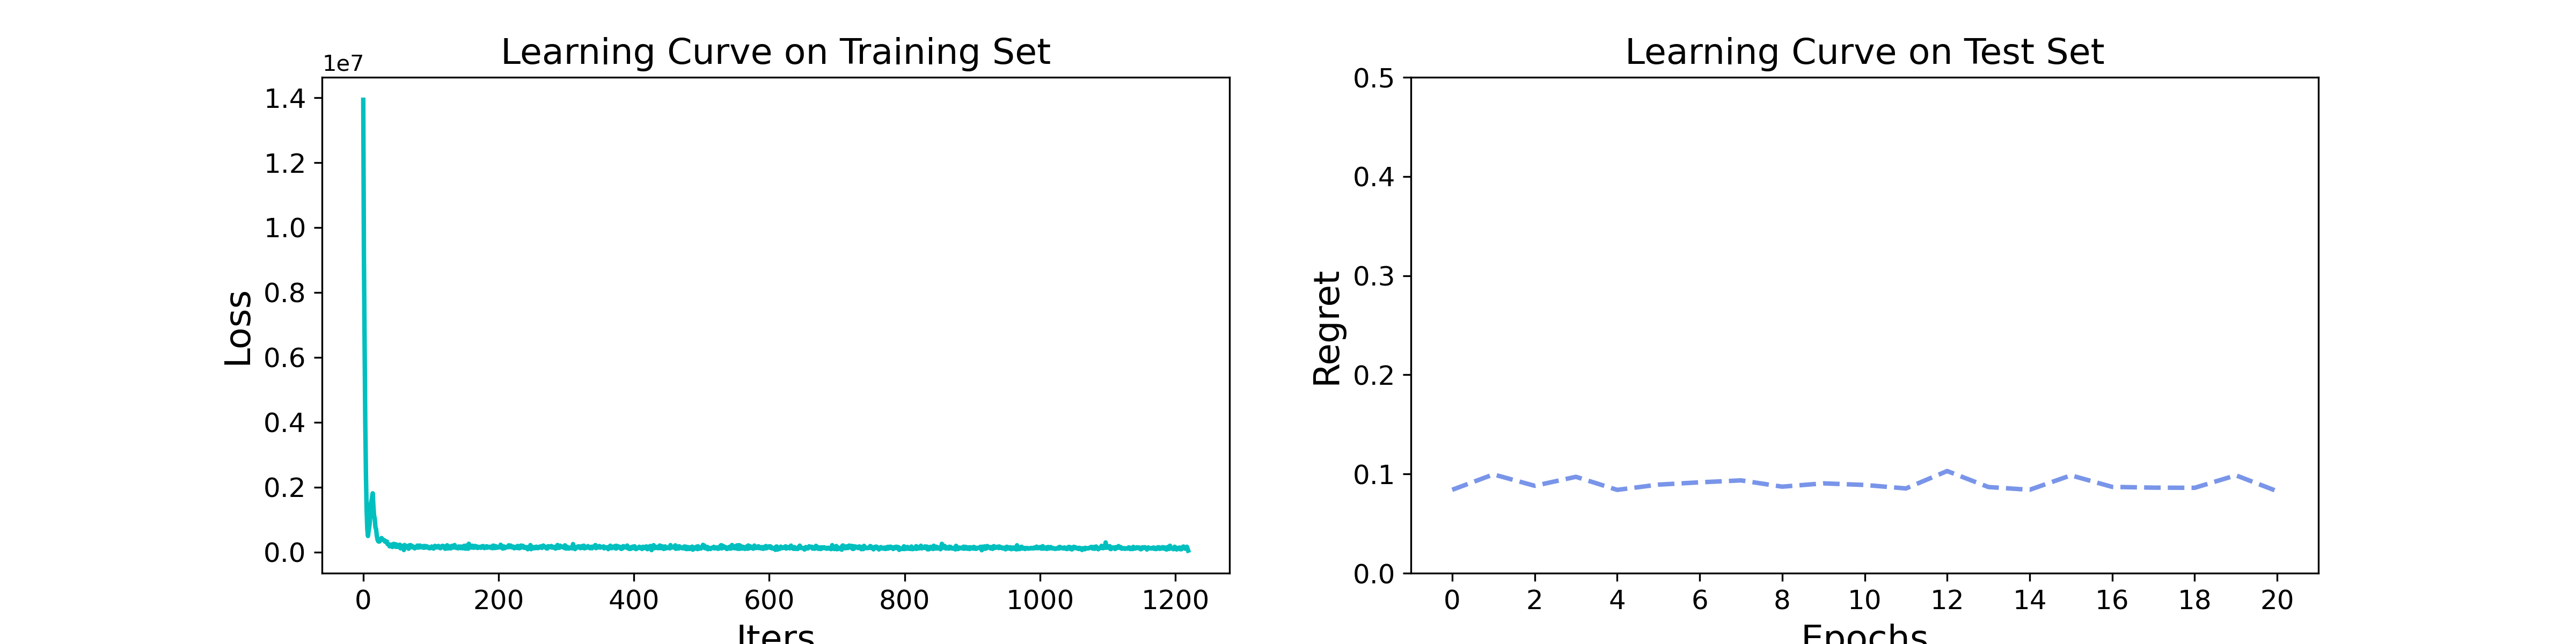 Learning Curve on Training Set
1e7
1.4
1.2
1.0
0.8
0.6
0.4
0.2
0.0
Loss
0 200 400 600 800 1000 1200
Iters
Learning Curve on Test Set
0.5
0.4
0.3
0.2
0.1
0.0
Regret
0 2 4 6 8 10 12 14 16 18 20
Epochs